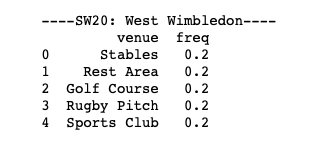 ----SW20: West Wimbledon----
venue freq
0 Stables 0.2
1 Rest Area 0.2
2 Golf Course 0.2
3 Rugby Pitch 0.2
4 Sports Club 0.2